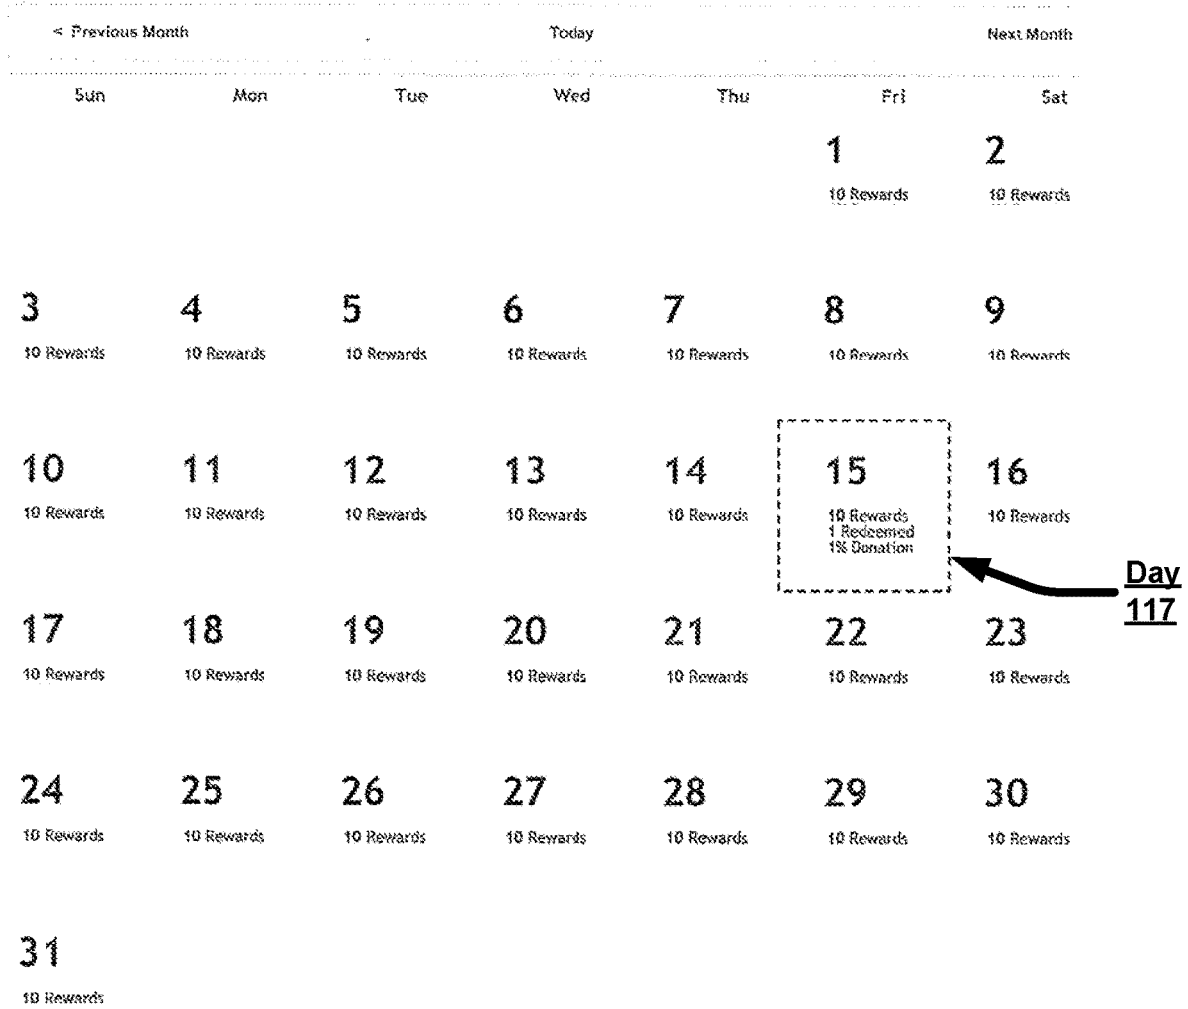 < Previous Month Today Next Month
Sun Mon Tue Wed Thu Fri Sat
1 2
10 Rewards 10 Rewards
3 4 5 6 7 8 9
10 Rewards 10 Rewards 10 Rewards 10 Rewards 10 Rewards 10 Rewards 10 Rewards
10 11 12 13 14 15 16
10 Rewards 10 Rewards 10 Rewards 10 Rewards 10 Rewards 10 Rewards 10 Rewards
1 Redeemed
1% Donation
Day
117
17 18 19 20 21 22 23
10 Rewards 10 Rewards 10 Rewards 10 Rewards 10 Rewards 10 Rewards 10 Rewards
24 25 26 27 28 29 30
10 Rewards 10 Rewards 10 Rewards 10 Rewards 10 Rewards 10 Rewards 10 Rewards
31
10 Rewards